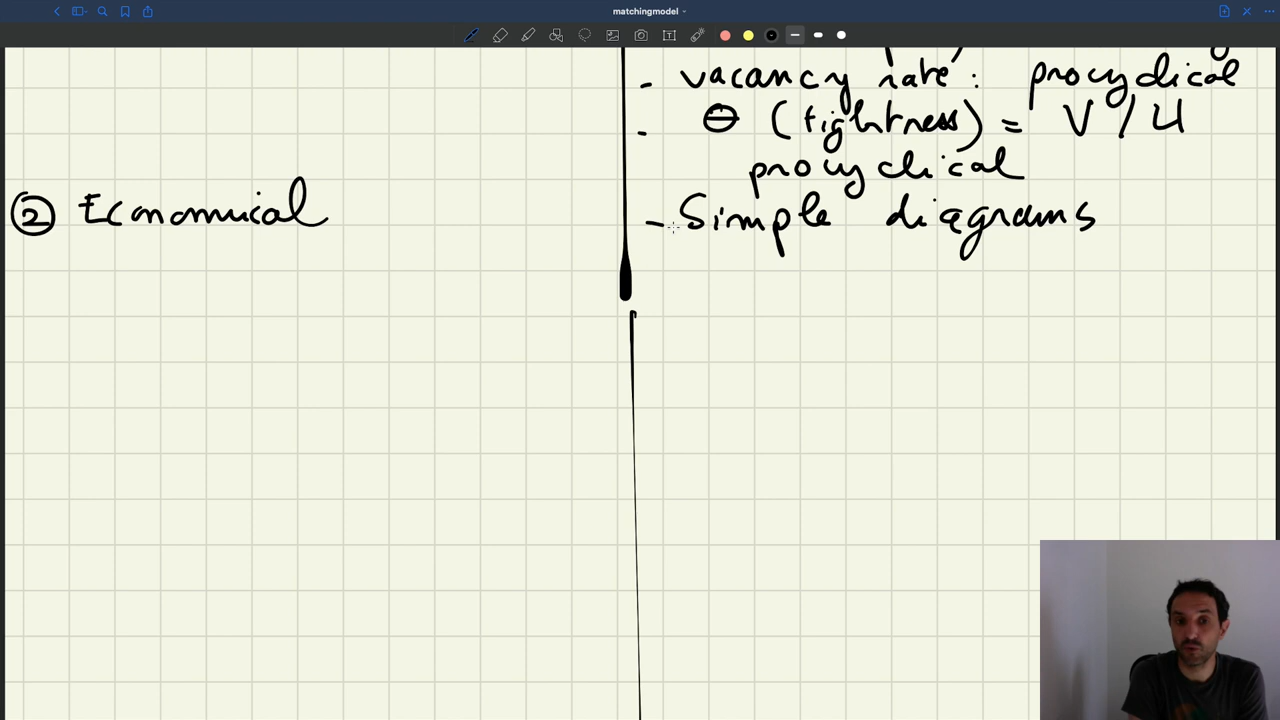 matchingmodel
- vacancy rate: procyclical
- θ (tightness) = V / U
procyclical
② Economical
- Simple diagrams